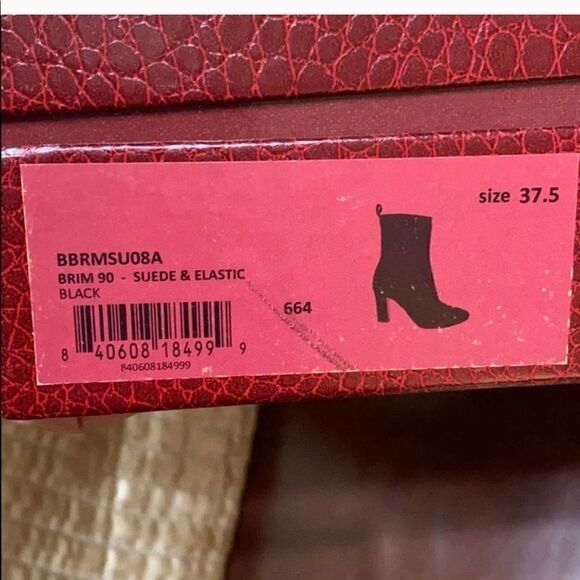 size 37.5
BBRMSU08A
BRIM 90 - SUEDE & ELASTIC
BLACK
664
8 40608 18499 9
840608184999